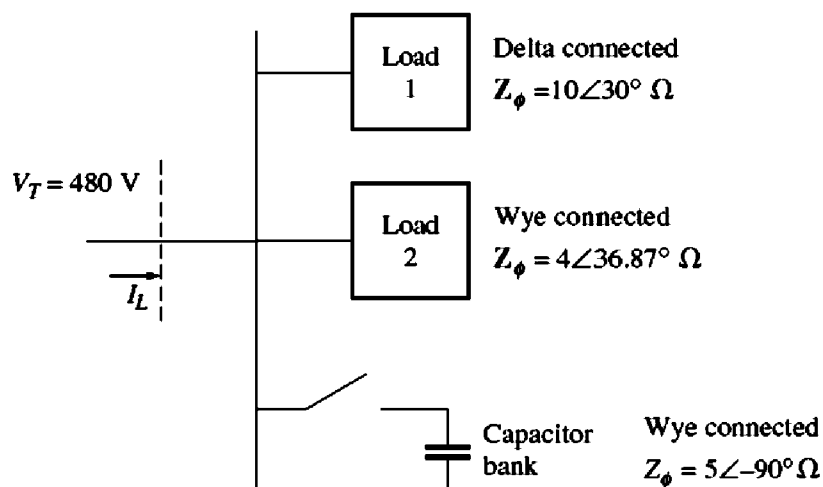 Load
1
Delta connected
Z_ϕ = 10∠30° Ω
V_T = 480 V
I_L
Load
2
Wye connected
Z_ϕ = 4∠36.87° Ω
Capacitor
bank
Wye connected
Z_ϕ = 5∠–90° Ω